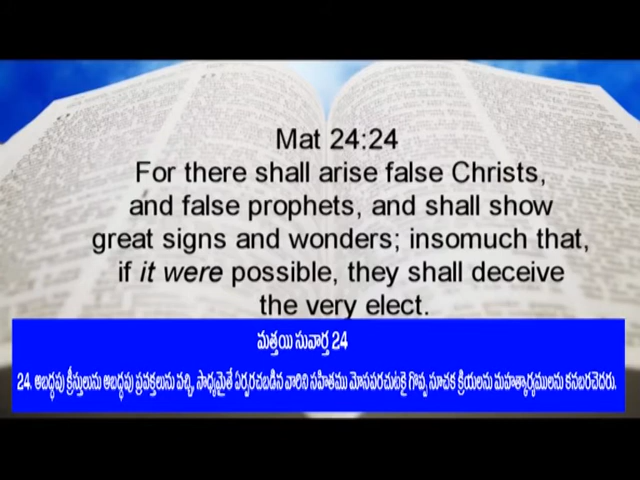 Mat 24:24
For there shall arise false Christs,
and false prophets, and shall show
great signs and wonders; insomuch that,
if it were possible, they shall deceive
the very elect.
మత్తయి సువార్త 24
24. అబద్ధపు క్రీస్తులును అబద్ధపు ప్రవక్తలును వచ్చి, సాధ్యమైతే ఏర్పరచబడిన వారిని సహితము మోసపరచుటకై గొప్ప సూచక క్రియలను మహత్కార్యములను కనబరచెదరు.